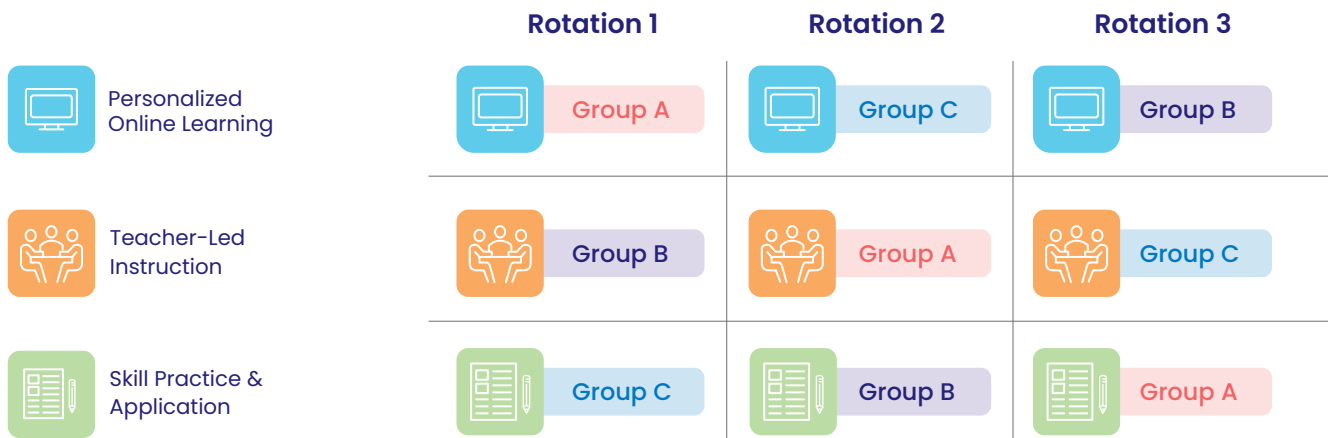 Rotation 1 Rotation 2 Rotation 3
Personalized
Online Learning
Group A Group C Group B
Teacher-Led
Instruction
Group B Group A Group C
Skill Practice &
Application
Group C Group B Group A